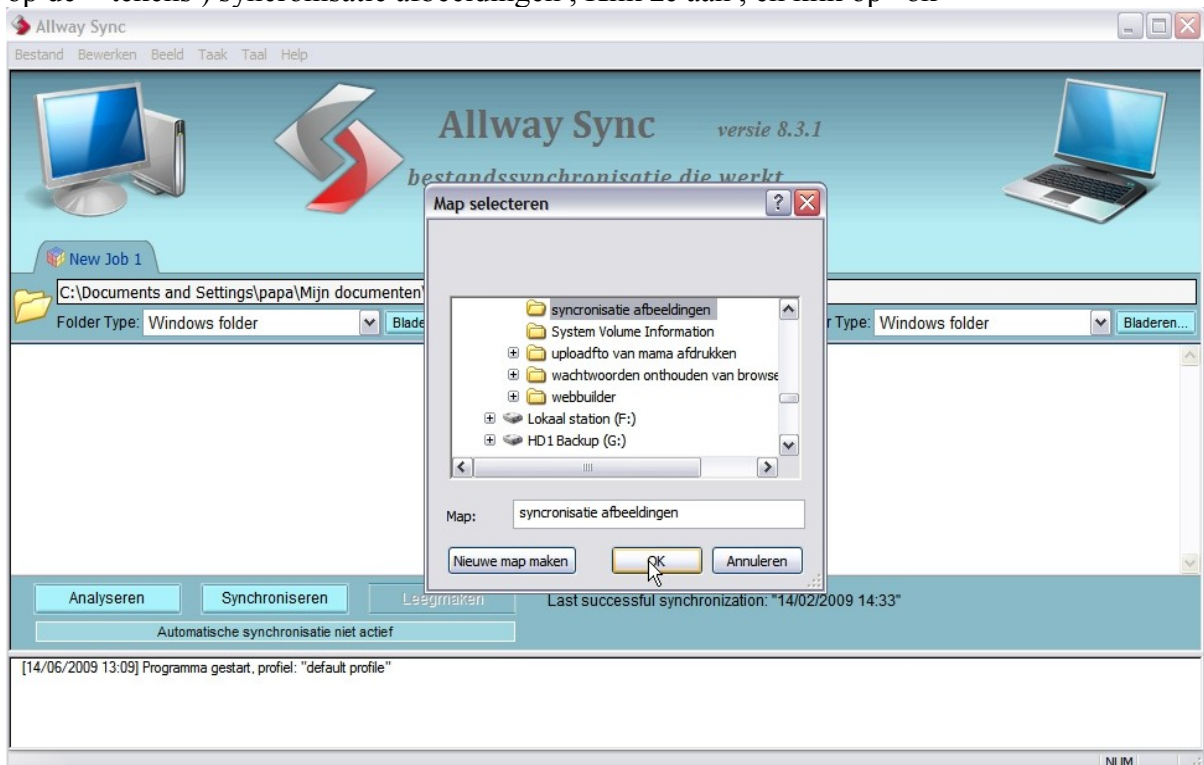 Allway Sync
Bestand Bewerken Beeld Taak Taal Help
Allway Sync versie 8.3.1
bestandssynchronisatie die werkt
Map selecteren
New Job 1
C:\Documents and Settings\papa\Mijn documenten\
Folder Type: Windows folder Blade
r Type: Windows folder Bladeren...
syncronisatie afbeeldingen
System Volume Information
uploadfto van mama afdrukken
wachtwoorden onthouden van browse
webbuilder
Lokaal station (F:)
HD1 Backup (G:)
Map: syncronisatie afbeeldingen
Nieuwe map maken OK Annuleren
Analyseren Synchroniseren Leegmaken Last successful synchronization: "14/02/2009 14:33"
Automatische synchronisatie niet actief
[14/06/2009 13:09] Programma gestart, profiel: "default profile"
NUM